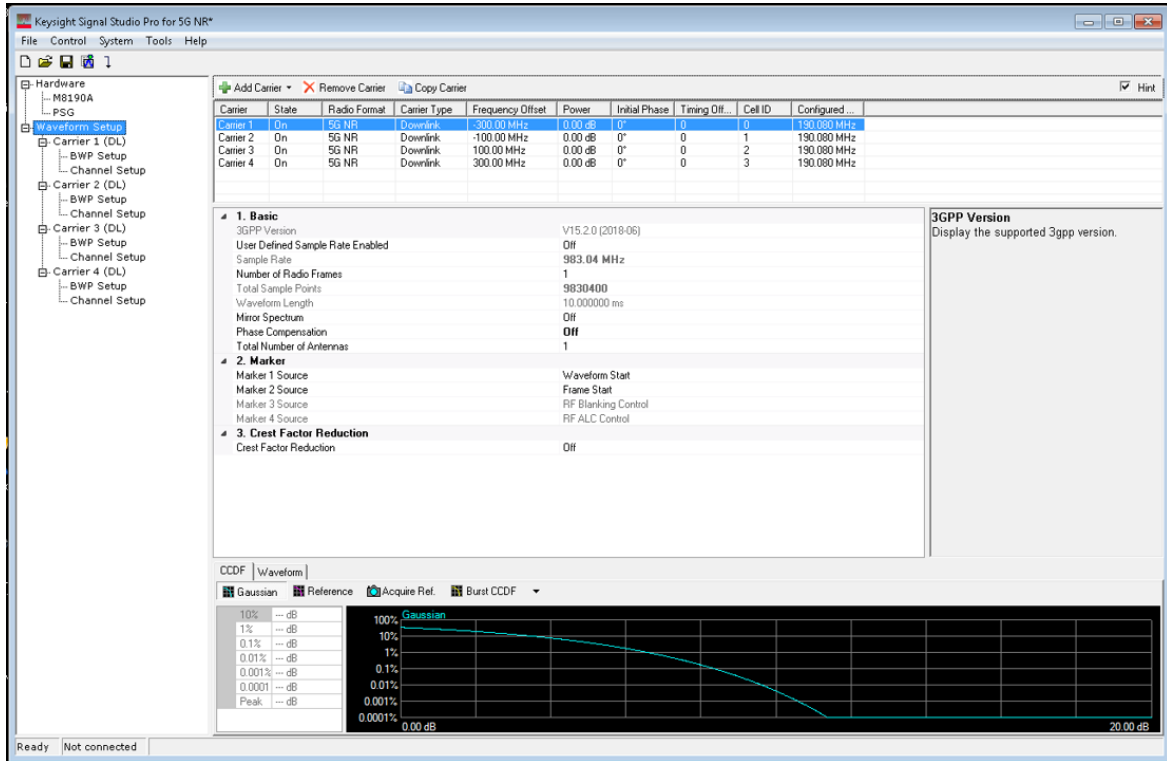 Keysight Signal Studio Pro for 5G NR*
File Control System Tools Help
Hardware
M8190A
PSG
Waveform Setup
Carrier 1 (DL)
BWP Setup
Channel Setup
Carrier 2 (DL)
BWP Setup
Channel Setup
Carrier 3 (DL)
BWP Setup
Channel Setup
Carrier 4 (DL)
BWP Setup
Channel Setup
Add Carrier Remove Carrier Copy Carrier Hint
Carrier State Radio Format Carrier Type Frequency Offset Power Initial Phase Timing Off... Cell ID Configured ...
Carrier 1 On 5G NR Downlink -300.00 MHz 0.00 dB 0° 0 0 190.080 MHz
Carrier 2 On 5G NR Downlink -100.00 MHz 0.00 dB 0° 0 1 190.080 MHz
Carrier 3 On 5G NR Downlink 100.00 MHz 0.00 dB 0° 0 2 190.080 MHz
Carrier 4 On 5G NR Downlink 300.00 MHz 0.00 dB 0° 0 3 190.080 MHz
1. Basic
3GPP Version V15.2.0 (2018-06)
User Defined Sample Rate Enabled Off
Sample Rate 983.04 MHz
Number of Radio Frames 1
Total Sample Points 9830400
Waveform Length 10.000000 ms
Mirror Spectrum Off
Phase Compensation Off
Total Number of Antennas 1
2. Marker
Marker 1 Source Waveform Start
Marker 2 Source Frame Start
Marker 3 Source RF Blanking Control
Marker 4 Source RF ALC Control
3. Crest Factor Reduction
Crest Factor Reduction Off
3GPP Version
Display the supported 3gpp version.
CCDF Waveform
Gaussian Reference Acquire Ref. Burst CCDF
10% --- dB
1% --- dB
0.1% --- dB
0.01% --- dB
0.001% --- dB
0.0001 --- dB
Peak --- dB
Gaussian
100%
10%
1%
0.1%
0.01%
0.001%
0.0001%
0.00 dB 20.00 dB
Ready Not connected